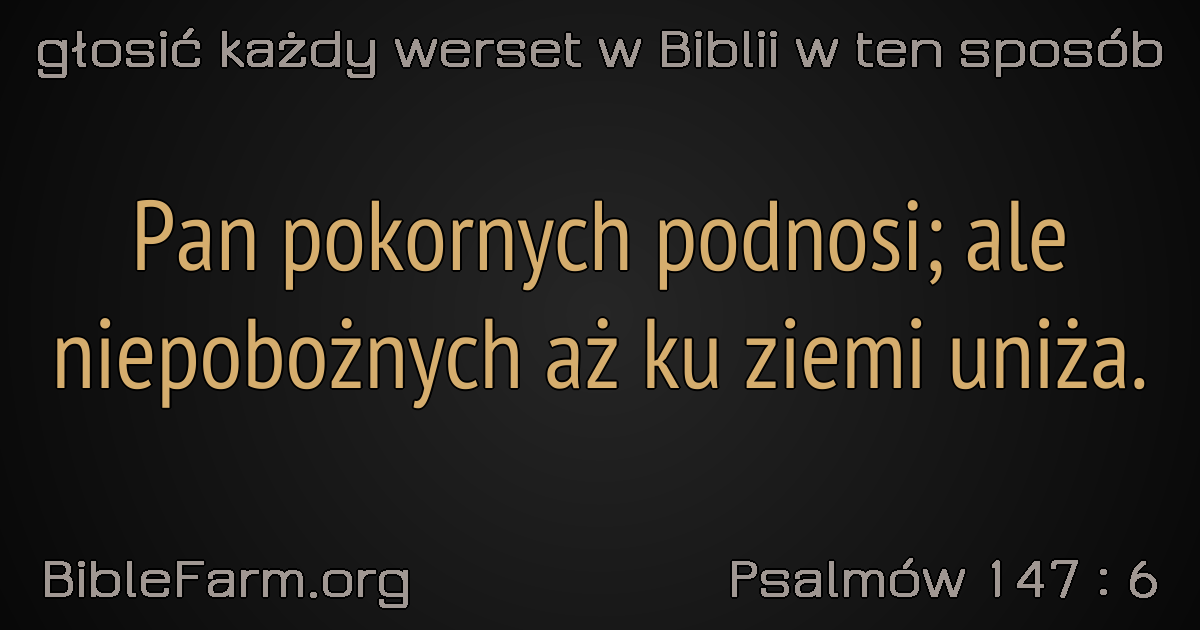 głosić każdy werset w Biblii w ten sposób
Pan pokornych podnosi; ale
niepobożnych aż ku ziemi uniża.
BibleFarm.org
Psalmów 147 : 6